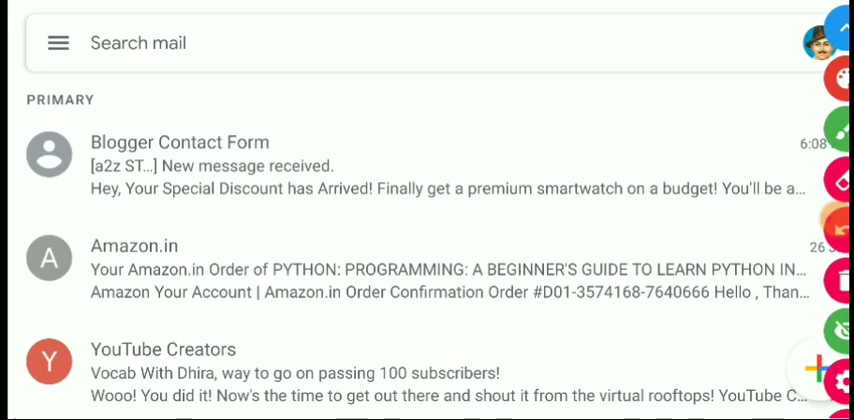 Search mail
PRIMARY
Blogger Contact Form
6:08
[a2z ST...] New message received.
Hey, Your Special Discount has Arrived! Finally get a premium smartwatch on a budget! You'll be a...
Amazon.in
26
A
Your Amazon.in Order of PYTHON: PROGRAMMING: A BEGINNER'S GUIDE TO LEARN PYTHON IN...
Amazon Your Account | Amazon.in Order Confirmation Order #D01-3574168-7640666 Hello , Than...
YouTube Creators
Y
Vocab With Dhira, way to go on passing 100 subscribers!
Wooo! You did it! Now's the time to get out there and shout it from the virtual rooftops! YouTube C...